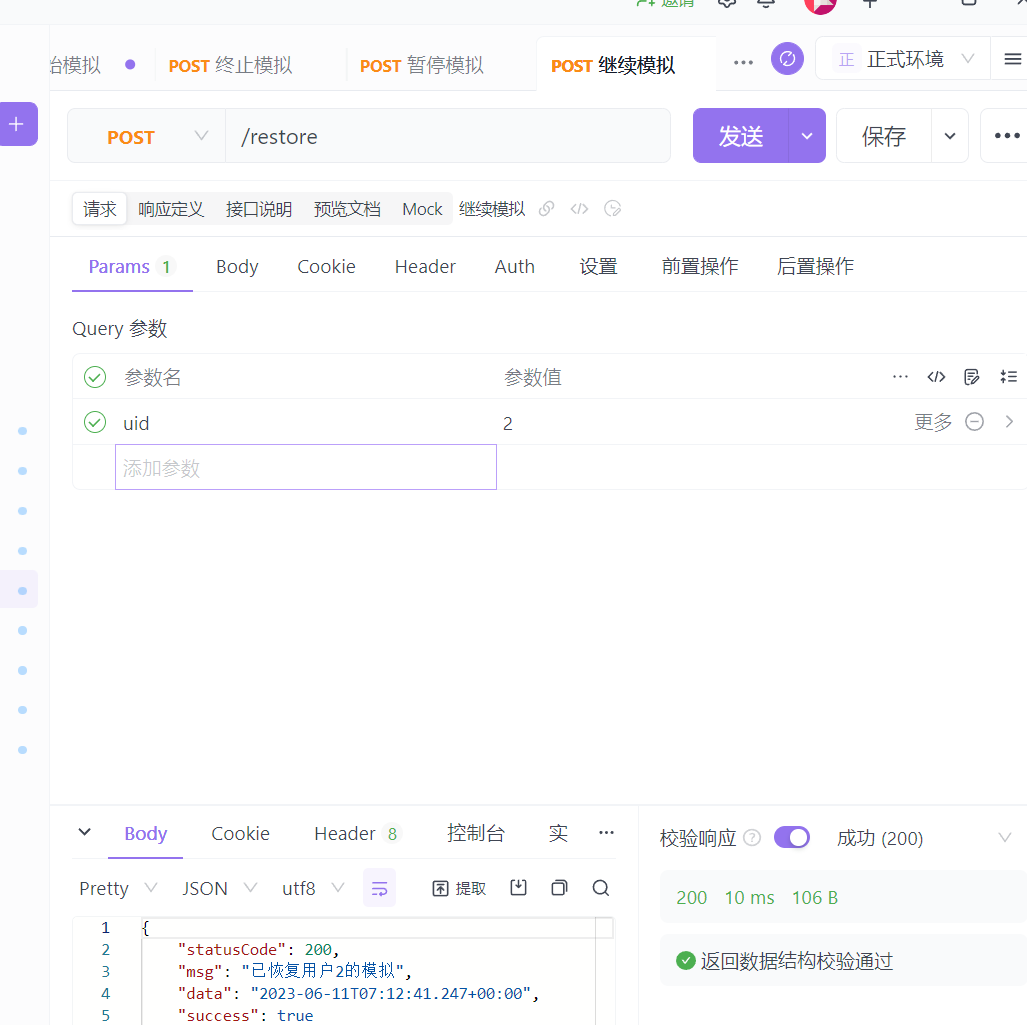 邀请
始模拟 POST 终止模拟 POST 暂停模拟 POST 继续模拟 正 正式环境
POST /restore 发送 保存
请求 响应定义 接口说明 预览文档 Mock 继续模拟
Params 1 Body Cookie Header Auth 设置 前置操作 后置操作
Query 参数
参数名 参数值
uid 2 更多
添加参数
Body Cookie Header 8 控制台 实 校验响应 成功 (200)
Pretty JSON utf8 提取
200 10 ms 106 B
1 {
2 "statusCode": 200,
3 "msg": "已恢复用户2的模拟",
4 "data": "2023-06-11T07:12:41.247+00:00",
5 "success": true
返回数据结构校验通过